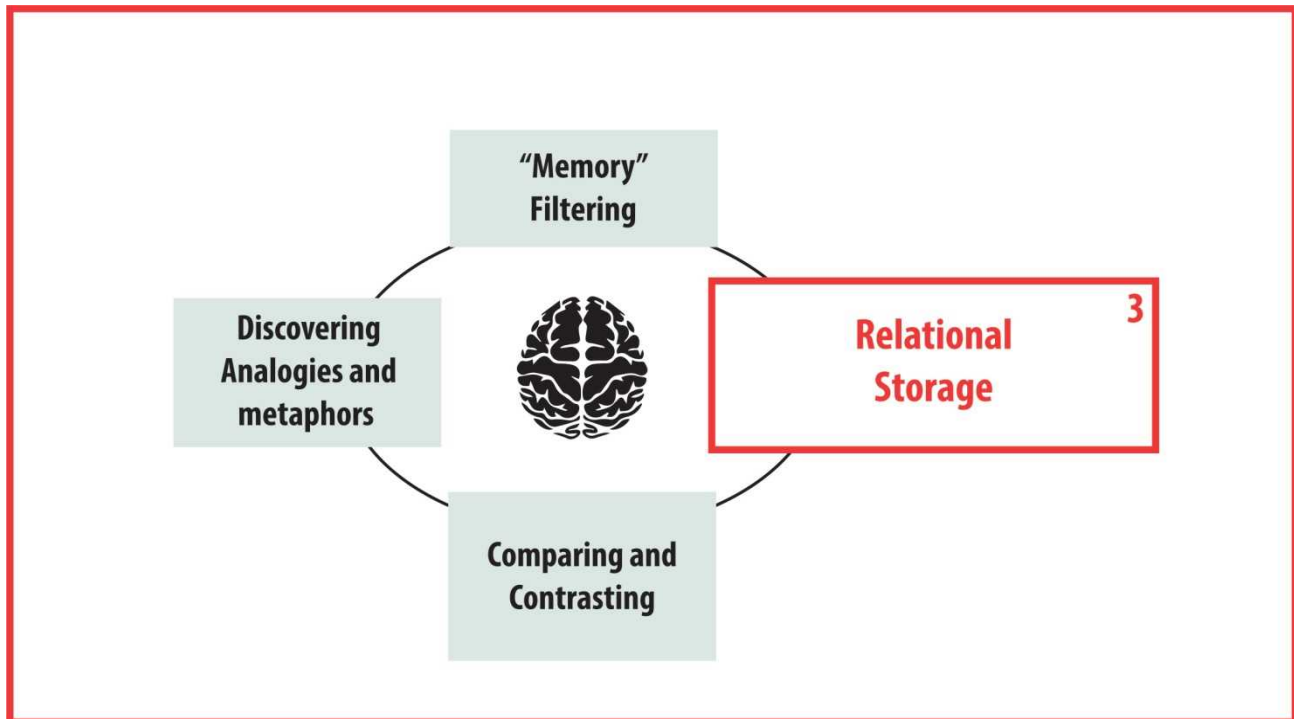 “Memory”
Filtering
Discovering
Analogies and
metaphors
3
Relational
Storage
Comparing and
Contrasting